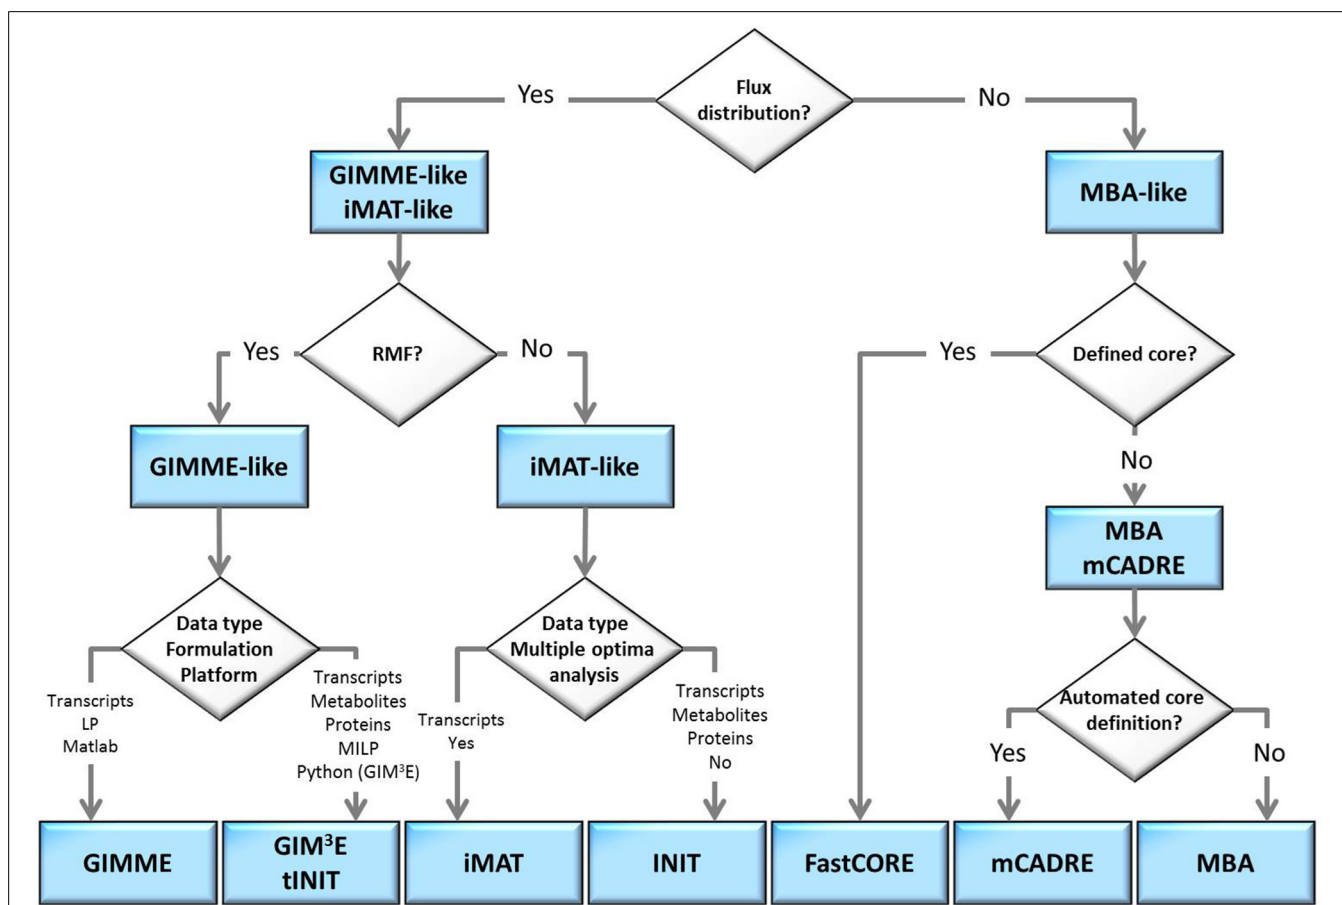 Flux
distribution?
Yes
No
GIMME-like
iMAT-like
MBA-like
RMF?
Yes
No
Defined core?
Yes
No
GIMME-like
iMAT-like
MBA
mCADRE
Data type
Formulation
Platform
Data type
Multiple optima
analysis
Automated core
definition?
Transcripts
LP
Matlab
Transcripts
Metabolites
Proteins
MILP
Python (GIM³E)
Transcripts
Yes
Transcripts
Metabolites
Proteins
No
Yes
No
GIMME
GIM³E
tINIT
iMAT
INIT
FastCORE
mCADRE
MBA